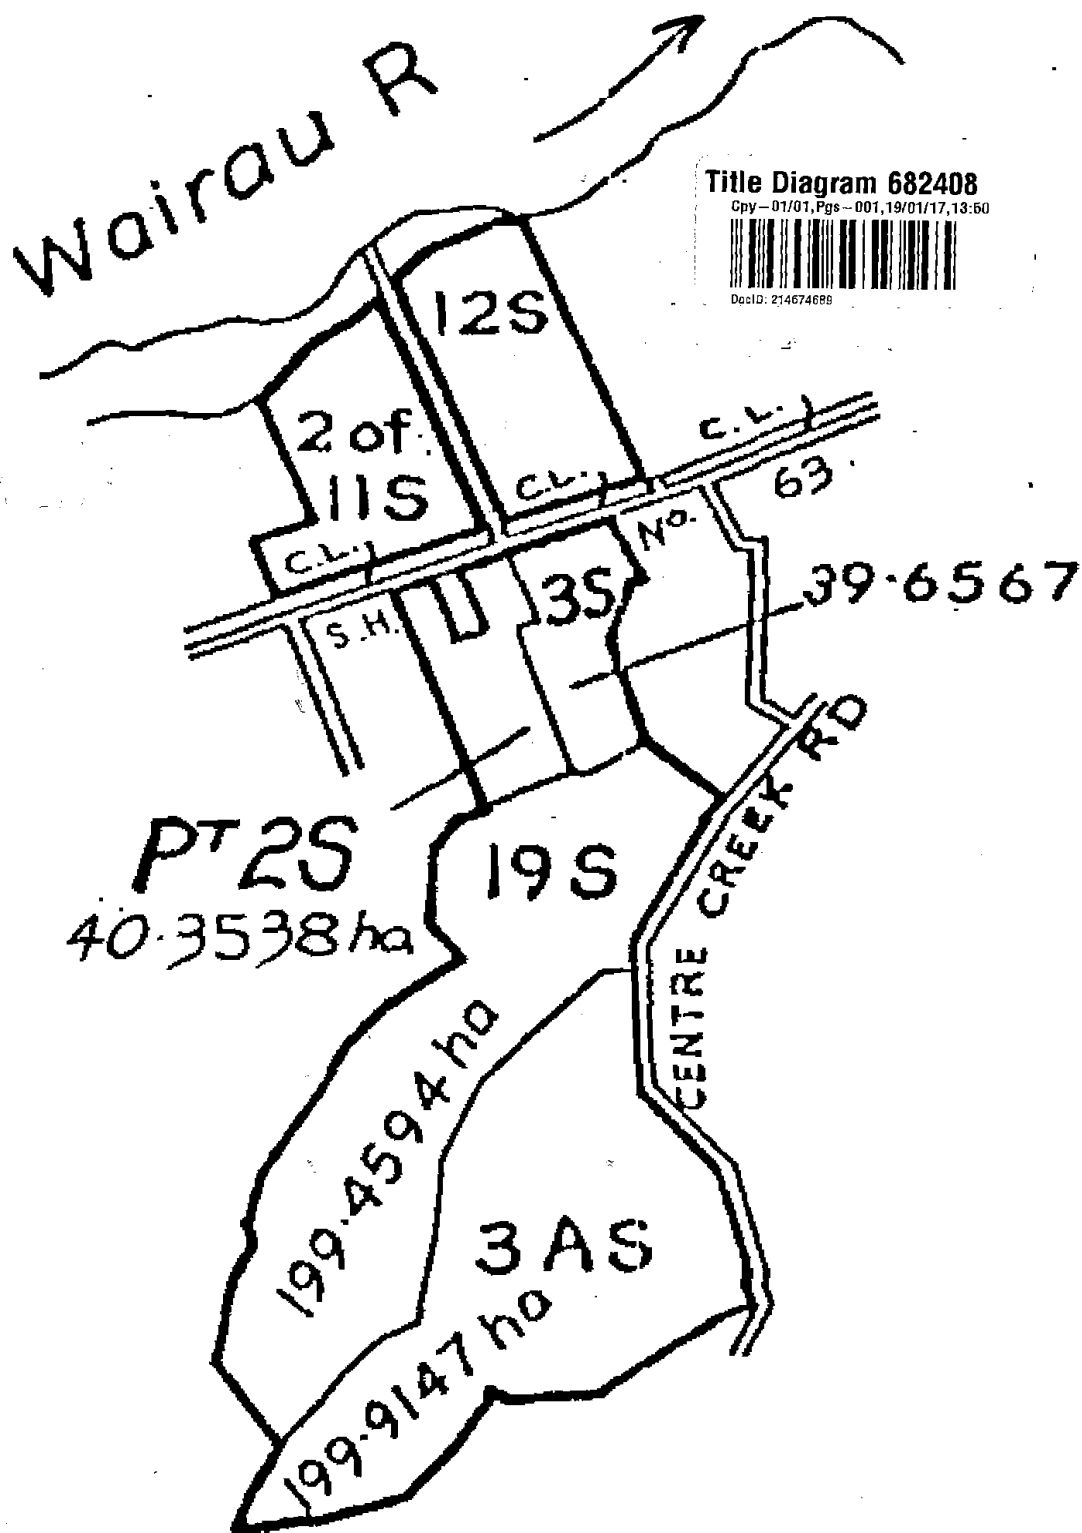 Wairau R
Title Diagram 682408
Cpy-01/01,Pgs-001,19/01/17,13:50
DocID: 214674689
12S
2 of
11S
C.L.
C.L.
C.L.
S.H.
No.
63.
3S
39.6567
PT 2S
40.3538 ha
19S
CENTRE CREEK RD
199.4594 ha
3AS
199.9147 ha